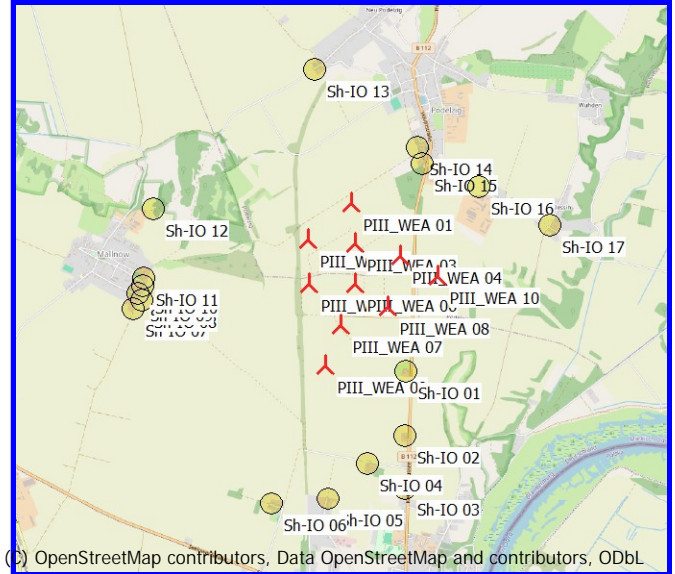 Neu Podelzig
B 112
Sh-IO 13
Podelzig
Wuhden
Sh-IO 14
Sh-IO 15
Sh-IO 16
Sh-IO 12
PIII_WEA 01
Sh-IO 17
Mallnow
PIII_WEA 03
PIII_WEA 04
PIII_WEA 10
Sh-IO 11
PIII_WEA 08
Sh-IO 07
PIII_WEA 07
PIII_WEA
Sh-IO 01
Sh-IO 02
B 112
Sh-IO 04
Sh-IO 03
Sh-IO 06
Sh-IO 05
(C) OpenStreetMap contributors, Data OpenStreetMap and contributors, ODbL